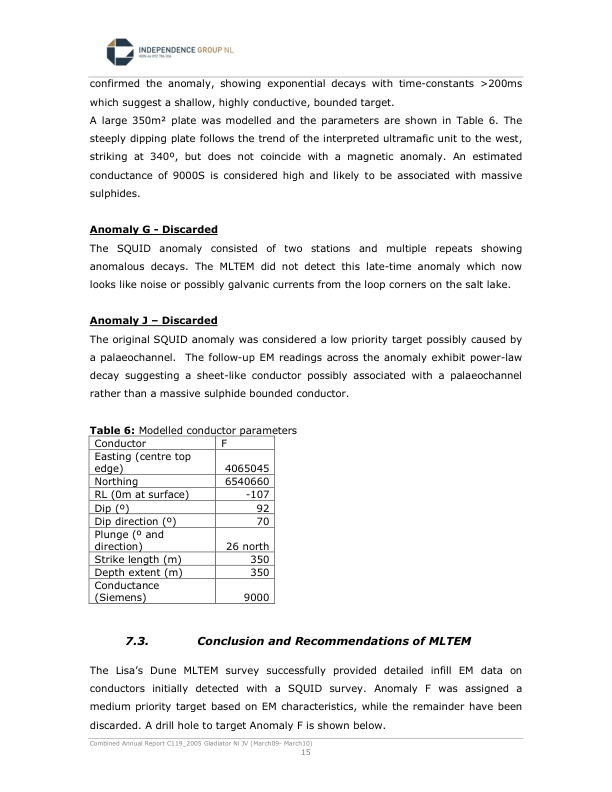 INDEPENDENCE GROUP NL
confirmed the anomaly, showing exponential decays with time-constants >200ms
which suggest a shallow, highly conductive, bounded target.
A large 350m² plate was modelled and the parameters are shown in Table 6. The
steeply dipping plate follows the trend of the interpreted ultramafic unit to the west,
striking at 340º, but does not coincide with a magnetic anomaly. An estimated
conductance of 9000S is considered high and likely to be associated with massive
sulphides.
Anomaly G - Discarded
The SQUID anomaly consisted of two stations and multiple repeats showing
anomalous decays. The MLTEM did not detect this late-time anomaly which now
looks like noise or possibly galvanic currents from the loop corners on the salt lake.
Anomaly J – Discarded
The original SQUID anomaly was considered a low priority target possibly caused by
a palaeochannel. The follow-up EM readings across the anomaly exhibit power-law
decay suggesting a sheet-like conductor possibly associated with a palaeochannel
rather than a massive sulphide bounded conductor.
Table 6: Modelled conductor parameters
Conductor F
Easting (centre top
edge) 4065045
Northing 6540660
RL (0m at surface) -107
Dip (º) 92
Dip direction (º) 70
Plunge (º and
direction) 26 north
Strike length (m) 350
Depth extent (m) 350
Conductance
(Siemens) 9000
7.3. Conclusion and Recommendations of MLTEM
The Lisa's Dune MLTEM survey successfully provided detailed infill EM data on
conductors initially detected with a SQUID survey. Anomaly F was assigned a
medium priority target based on EM characteristics, while the remainder have been
discarded. A drill hole to target Anomaly F is shown below.
Combined Annual Report C119_2005 Gladiator Ni JV (March09- March10)
15